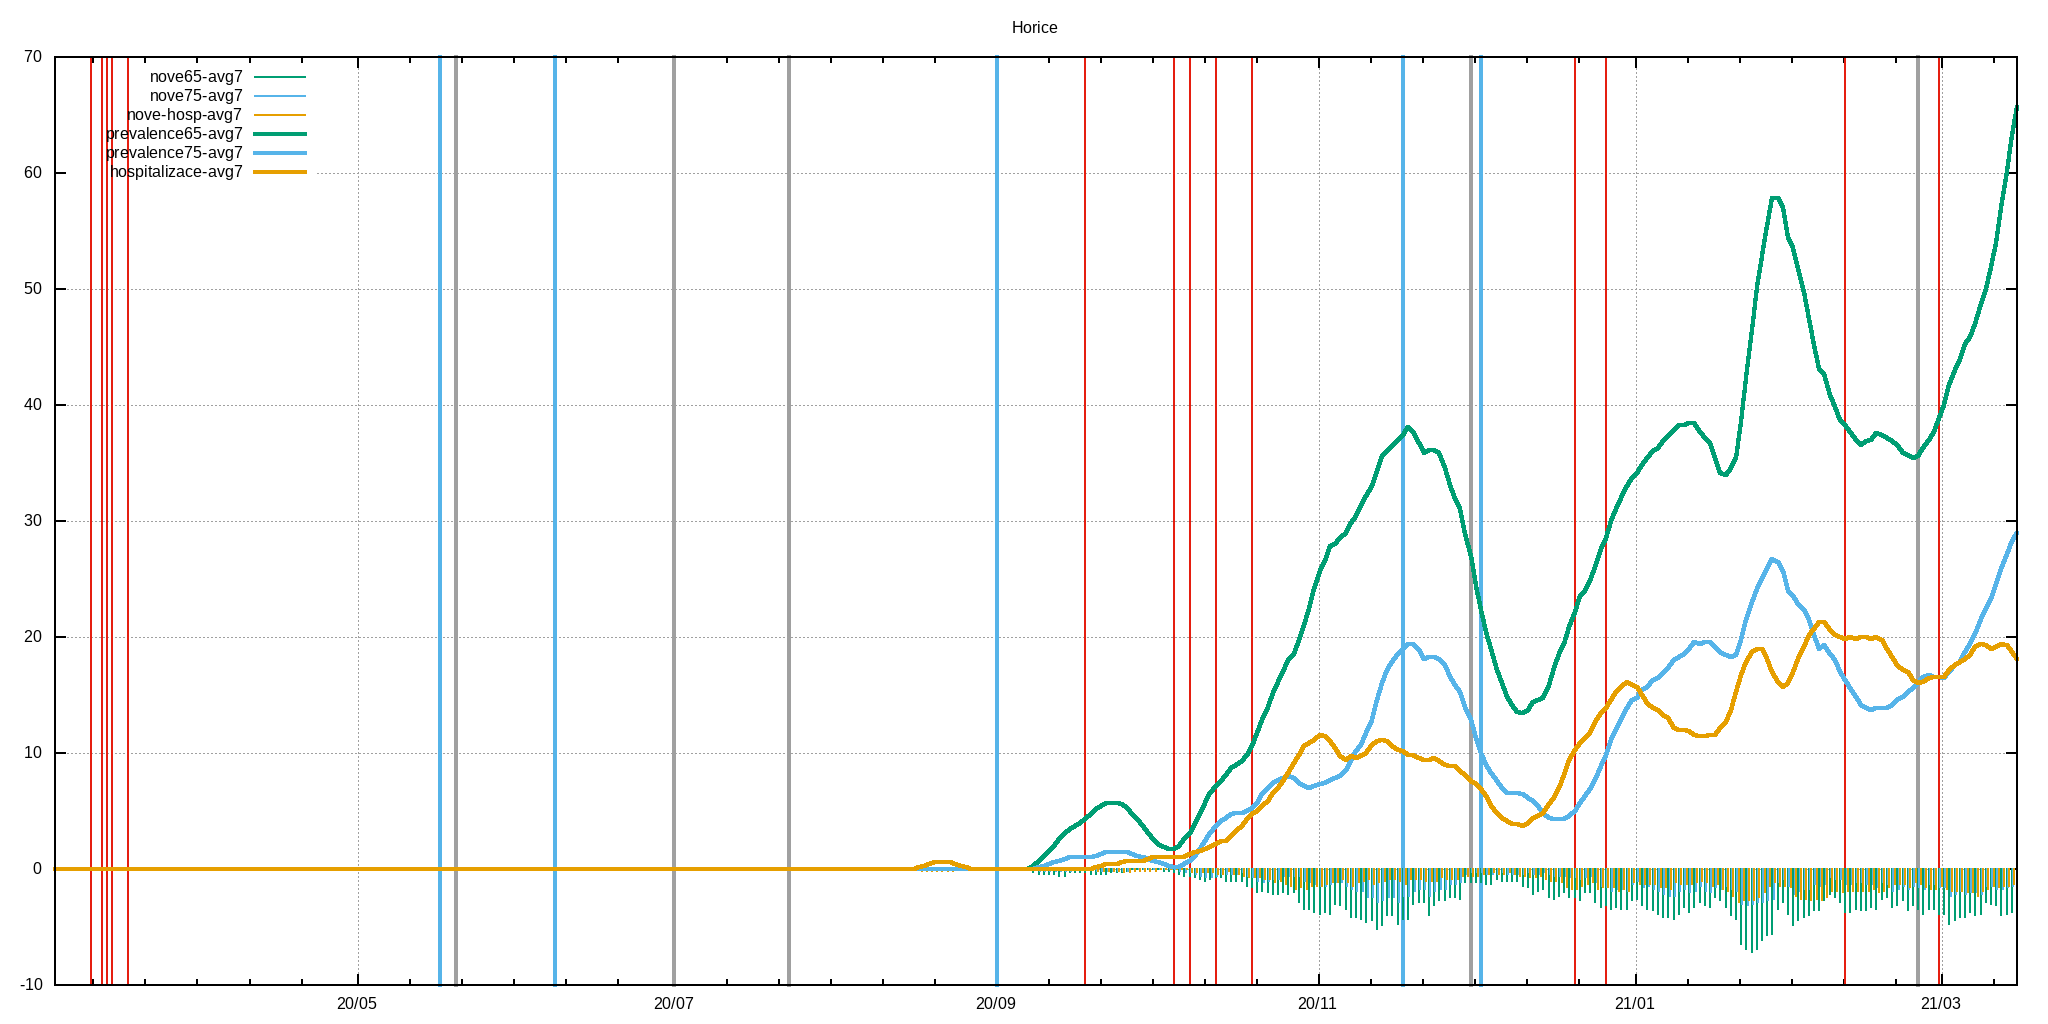 Horice
70
nove65-avg7
nove75-avg7
nove-hosp-avg7
prevalence65-avg7
prevalence75-avg7
hospitalizace-avg7
60
50
40
30
20
10
0
-10
20/05 20/07 20/09 20/11 21/01 21/03